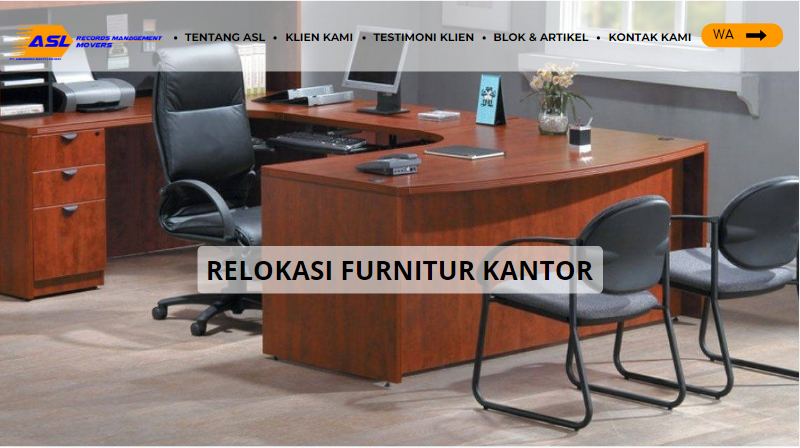 ASL RECORDS MANAGEMENT
MOVERS
• TENTANG ASL • KLIEN KAMI • TESTIMONI KLIEN • BLOK & ARTIKEL • KONTAK KAMI WA
RELOKASI FURNITUR KANTOR